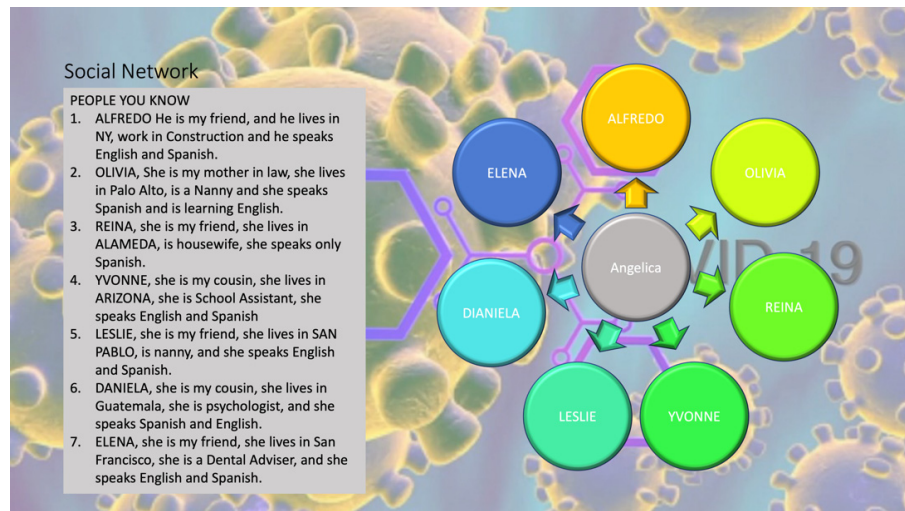 Social Network
PEOPLE YOU KNOW
1. ALFREDO He is my friend, and he lives in
NY, work in Construction and he speaks
English and Spanish.
2. OLIVIA, She is my mother in law, she lives
in Palo Alto, is a Nanny and she speaks
Spanish and is learning English.
3. REINA, she is my friend, she lives in
ALAMEDA, is housewife, she speaks only
Spanish.
4. YVONNE, she is my cousin, she lives in
ARIZONA, she is School Assistant, she
speaks English and Spanish
5. LESLIE, she is my friend, she lives in SAN
PABLO, is nanny, and she speaks English
and Spanish.
6. DANIELA, she is my cousin, she lives in
Guatemala, she is psychologist, and she
speaks Spanish and English.
7. ELENA, she is my friend, she lives in San
Francisco, she is a Dental Adviser, and she
speaks English and Spanish.
ALFREDO
ELENA
OLIVIA
Angelica
VID-19
DIANIELA
REINA
LESLIE
YVONNE